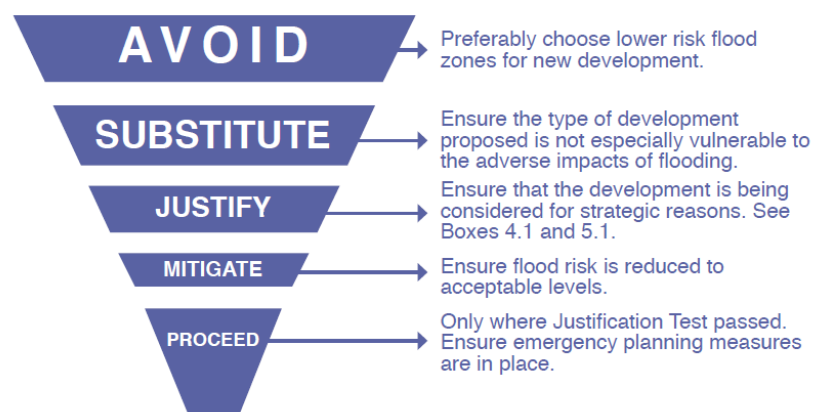 AVOID
Preferably choose lower risk flood
zones for new development.
SUBSTITUTE
Ensure the type of development
proposed is not especially vulnerable to
the adverse impacts of flooding.
JUSTIFY
Ensure that the development is being
considered for strategic reasons. See
Boxes 4.1 and 5.1.
MITIGATE
Ensure flood risk is reduced to
acceptable levels.
PROCEED
Only where Justification Test passed.
Ensure emergency planning measures
are in place.